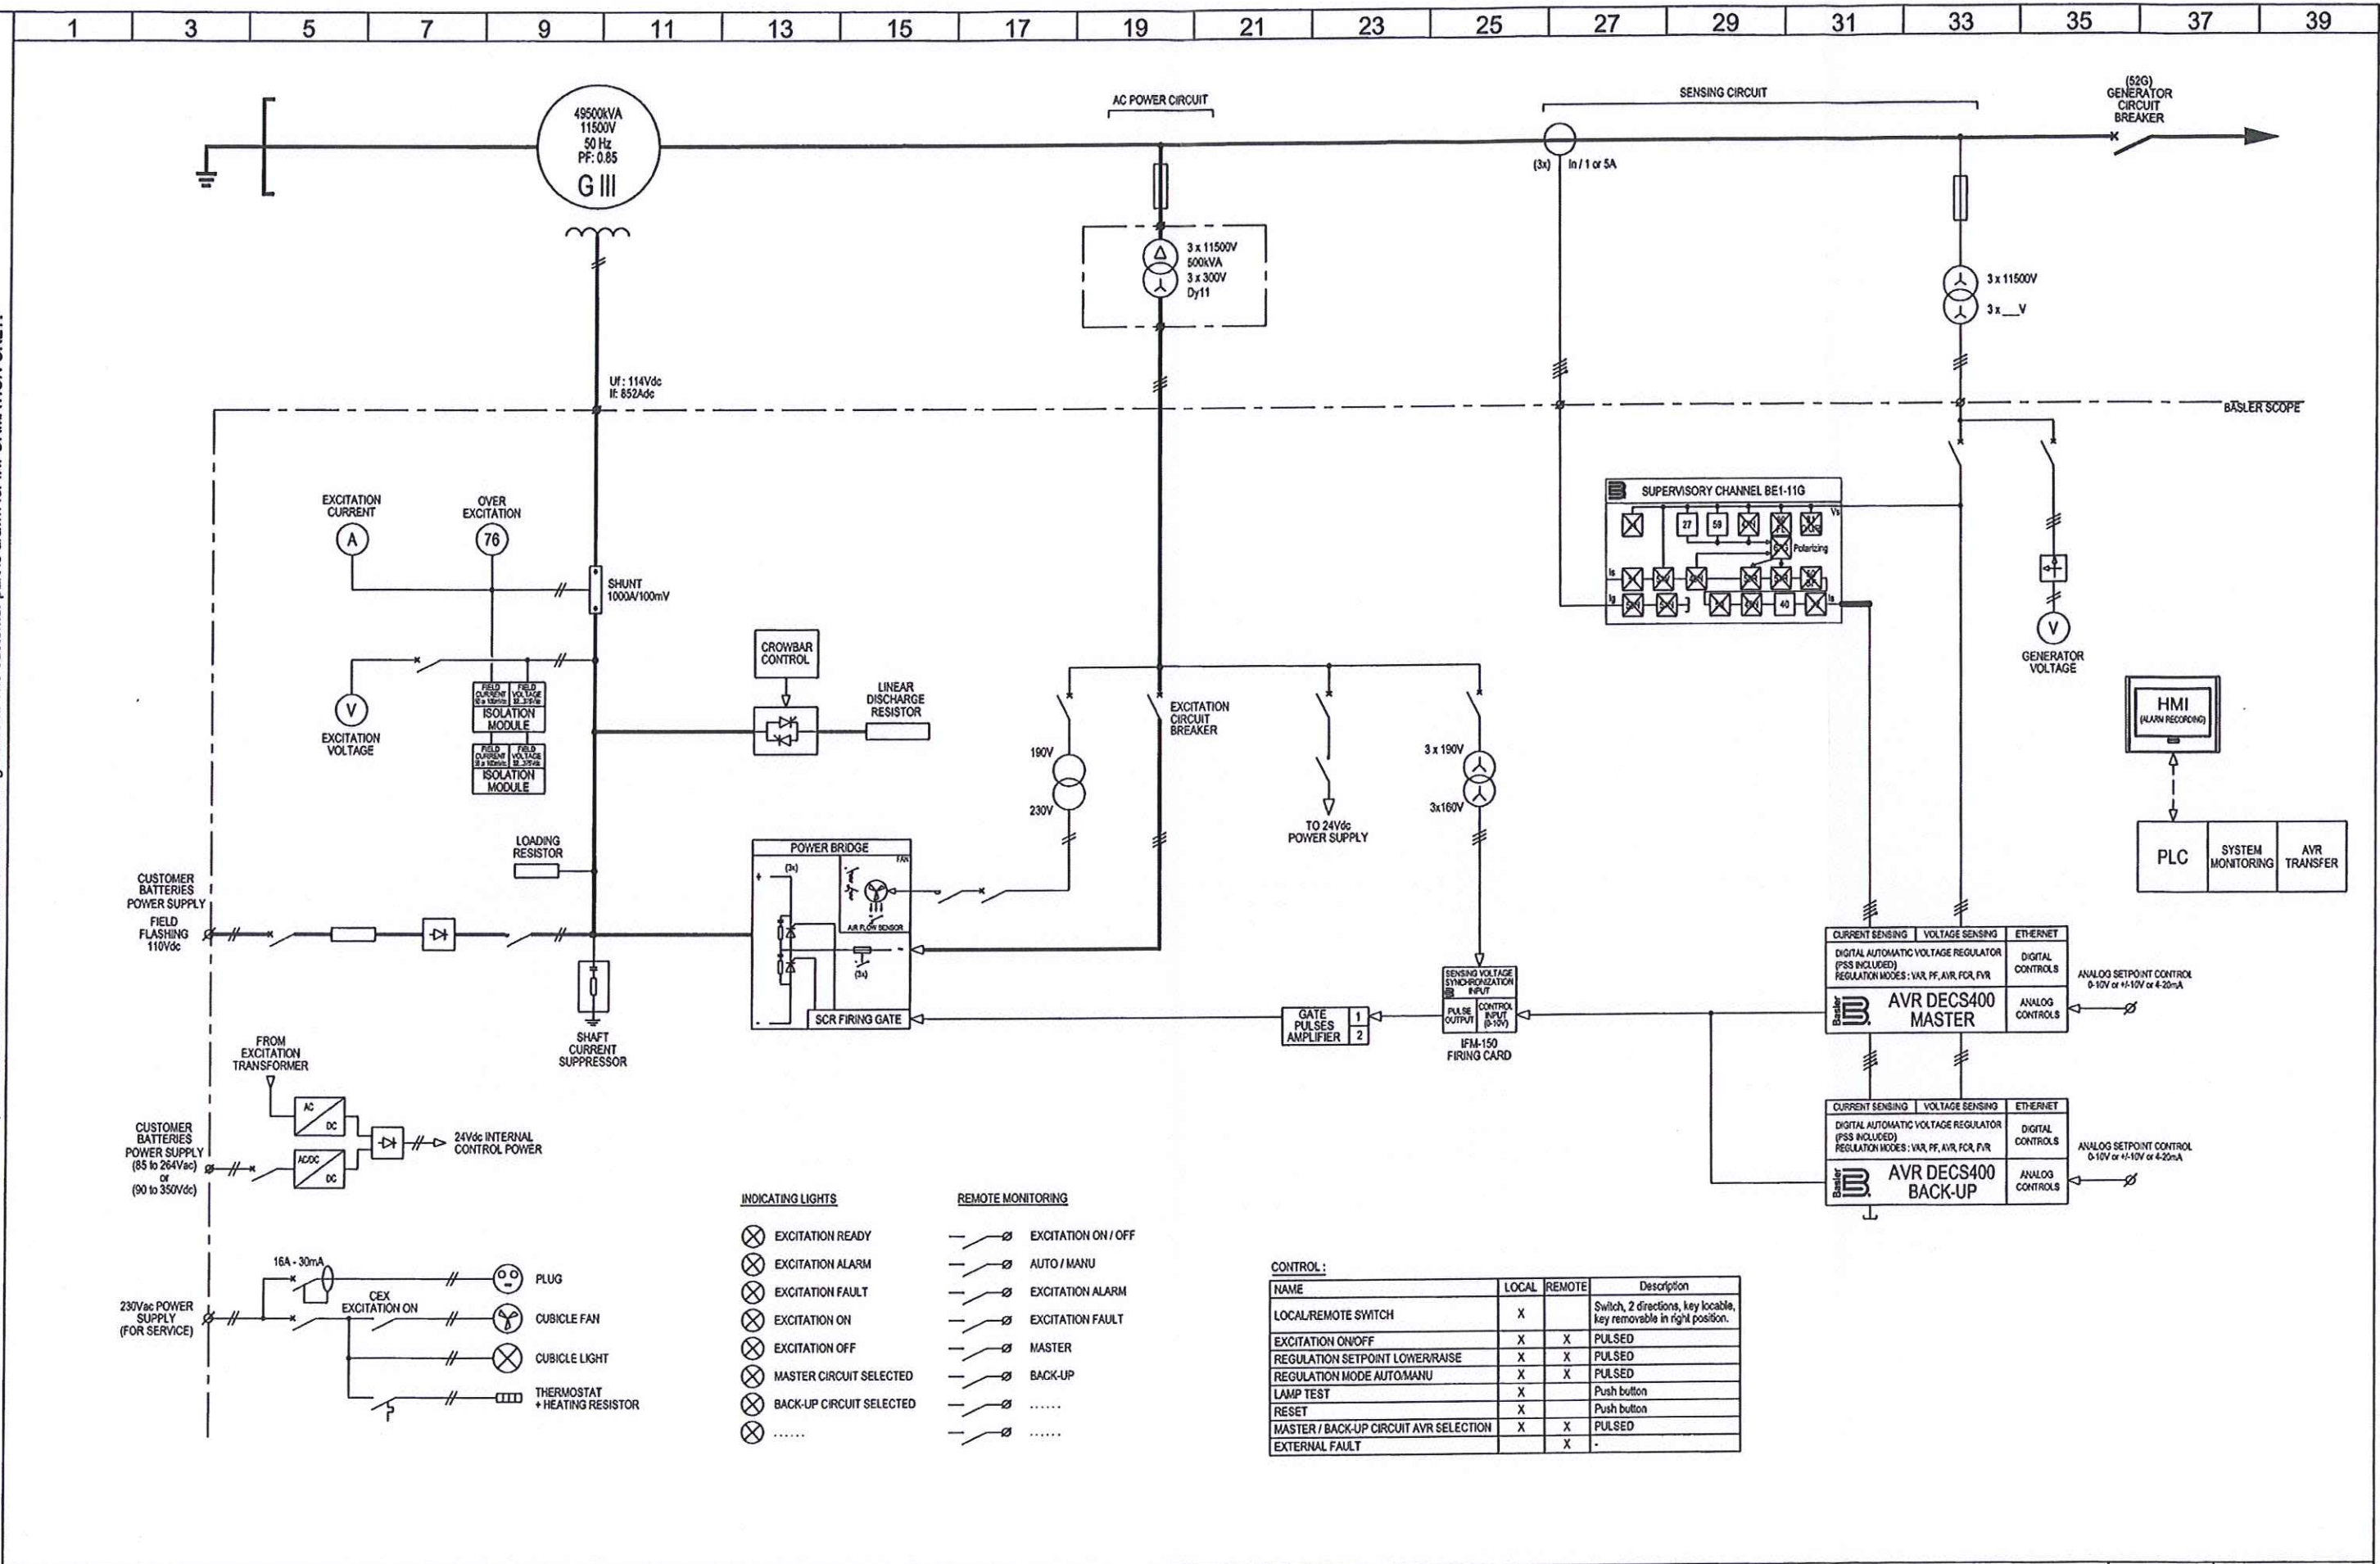 1 3 5 7 9 11 13 15 17 19 21 23 25 27 29 31 33 35 37 39
49500kVA
11500V
50 Hz
PF: 0.85
G III
AC POWER CIRCUIT
SENSING CIRCUIT
(52G)
GENERATOR
CIRCUIT
BREAKER
(3x) In / 1 or 5A
3 x 11500V
500kVA
3 x 300V
Dy11
3 x 11500V
3 x ___V
Uf : 114Vdc
If: 852Adc
BASLER SCOPE
EXCITATION
CURRENT
A
OVER
EXCITATION
76
SHUNT
1000A/100mV
V
EXCITATION
VOLTAGE
FIELD
CURRENT
FIELD
VOLTAGE
ISOLATION
MODULE
FIELD
CURRENT
FIELD
VOLTAGE
ISOLATION
MODULE
CROWBAR
CONTROL
LINEAR
DISCHARGE
RESISTOR
SUPERVISORY CHANNEL BE1-11G
Vs
27
59
Polarizing
Is
Ig
40
Is
V
GENERATOR
VOLTAGE
EXCITATION
CIRCUIT
BREAKER
190V
230V
TO 24Vdc
POWER SUPPLY
3 x 190V
3x160V
HMI
(ALARM RECORDING)
PLC
SYSTEM
MONITORING
AVR
TRANSFER
LOADING
RESISTOR
POWER BRIDGE
FAN
(3x)
+
AIR FLOW SENSOR
~
(3x)
-
SCR FIRING GATE
CUSTOMER
BATTERIES
POWER SUPPLY
FIELD
FLASHING
110Vdc
SHAFT
CURRENT
SUPPRESSOR
GATE
PULSES
AMPLIFIER
1
2
SENSING VOLTAGE
SYNCHRONIZATION
INPUT
PULSE
OUTPUT
CONTROL
INPUT
(0-10V)
IFM-150
FIRING CARD
CURRENT SENSING
VOLTAGE SENSING
ETHERNET
DIGITAL AUTOMATIC VOLTAGE REGULATOR
(PSS INCLUDED)
REGULATION MODES : VAR, PF, AVR, FCR, FVR
DIGITAL
CONTROLS
Basler
AVR DECS400
MASTER
ANALOG
CONTROLS
ANALOG SETPOINT CONTROL
0-10V or +/-10V or 4-20mA
CURRENT SENSING
VOLTAGE SENSING
ETHERNET
DIGITAL AUTOMATIC VOLTAGE REGULATOR
(PSS INCLUDED)
REGULATION MODES : VAR, PF, AVR, FCR, FVR
DIGITAL
CONTROLS
Basler
AVR DECS400
BACK-UP
ANALOG
CONTROLS
ANALOG SETPOINT CONTROL
0-10V or +/-10V or 4-20mA
FROM
EXCITATION
TRANSFORMER
AC
DC
AC/DC
DC
24Vdc INTERNAL
CONTROL POWER
CUSTOMER
BATTERIES
POWER SUPPLY
(85 to 264Vac)
or
(90 to 350Vdc)
16A - 30mA
PLUG
CEX
EXCITATION ON
CUBICLE FAN
230Vac POWER
SUPPLY
(FOR SERVICE)
CUBICLE LIGHT
THERMOSTAT
+ HEATING RESISTOR
INDICATING LIGHTS
EXCITATION READY
EXCITATION ALARM
EXCITATION FAULT
EXCITATION ON
EXCITATION OFF
MASTER CIRCUIT SELECTED
BACK-UP CIRCUIT SELECTED
......
REMOTE MONITORING
EXCITATION ON / OFF
AUTO / MANU
EXCITATION ALARM
EXCITATION FAULT
MASTER
BACK-UP
......
......
CONTROL :
NAME LOCAL REMOTE Description
LOCAL/REMOTE SWITCH X Switch, 2 directions, key locable,
key removable in right position.
EXCITATION ON/OFF X X PULSED
REGULATION SETPOINT LOWER/RAISE X X PULSED
REGULATION MODE AUTO/MANU X X PULSED
LAMP TEST X Push button
RESET X Push button
MASTER / BACK-UP CIRCUIT AVR SELECTION X X PULSED
EXTERNAL FAULT X -